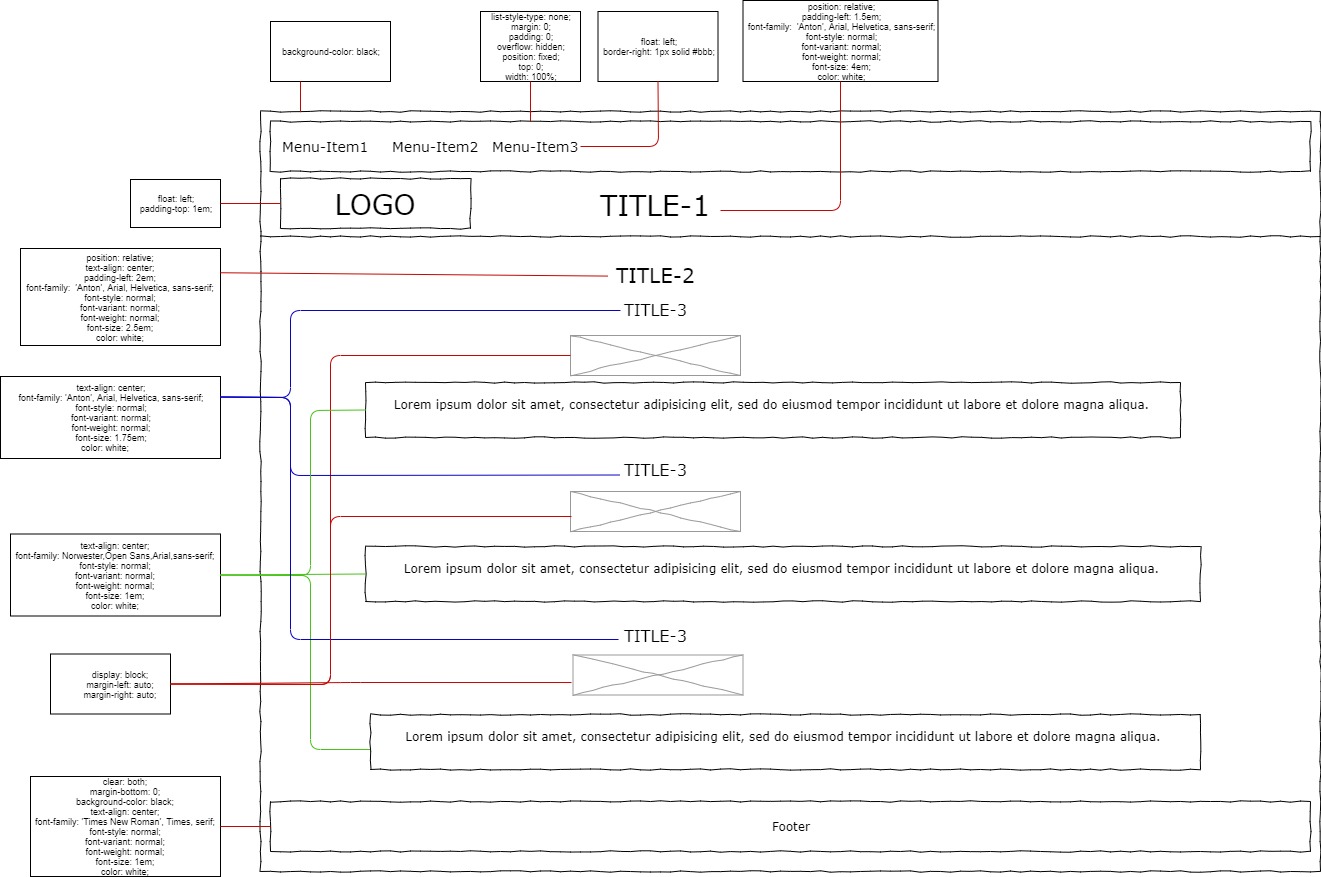 background-color: black;
list-style-type: none;
margin: 0;
padding: 0;
overflow: hidden;
position: fixed;
top: 0;
width: 100%;
float: left;
border-right: 1px solid #bbb;
position: relative;
padding-left: 1.5em;
font-family:  'Anton', Arial, Helvetica, sans-serif;
font-style: normal;
font-variant: normal;
font-weight: normal;
font-size: 4em;
color: white;
Menu-Item1 Menu-Item2 Menu-Item3
float: left;
padding-top: 1em;
LOGO
TITLE-1
position: relative;
text-align: center;
padding-left: 2em;
font-family:  'Anton', Arial, Helvetica, sans-serif;
font-style: normal;
font-variant: normal;
font-weight: normal;
font-size: 2.5em;
color: white;
TITLE-2
TITLE-3
text-align: center;
font-family: 'Anton', Arial, Helvetica, sans-serif;
font-style: normal;
font-variant: normal;
font-weight: normal;
font-size: 1.75em;
color: white;
Lorem ipsum dolor sit amet, consectetur adipisicing elit, sed do eiusmod tempor incididunt ut labore et dolore magna aliqua.
TITLE-3
text-align: center;
font-family: Norwester,Open Sans,Arial,sans-serif;
font-style: normal;
font-variant: normal;
font-weight: normal;
font-size: 1em;
color: white;
Lorem ipsum dolor sit amet, consectetur adipisicing elit, sed do eiusmod tempor incididunt ut labore et dolore magna aliqua.
TITLE-3
display: block;
margin-left: auto;
margin-right: auto;
Lorem ipsum dolor sit amet, consectetur adipisicing elit, sed do eiusmod tempor incididunt ut labore et dolore magna aliqua.
clear: both;
margin-bottom: 0;
background-color: black;
text-align: center;
font-family: 'Times New Roman', Times, serif;
font-style: normal;
font-variant: normal;
font-weight: normal;
font-size: 1em;
color: white;
Footer